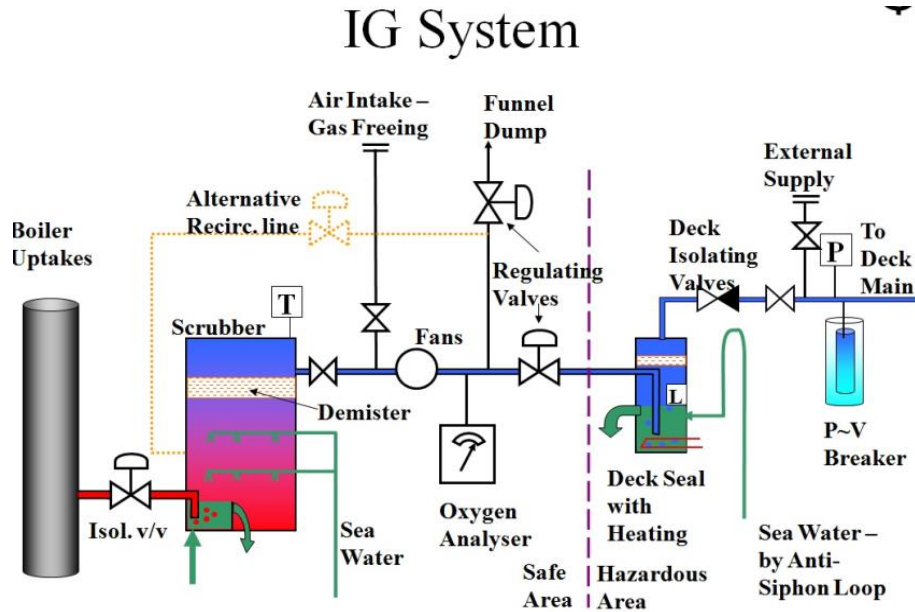 IG System
Air Intake –
Gas Freeing
Funnel
Dump
External
Supply
Alternative
Recirc. line
Boiler
Uptakes
Deck
Isolating
Valves
P
To
Deck
Main
Regulating
Valves
T
Scrubber
Fans
Demister
L
P~V
Breaker
Isol. v/v
Sea
Water
Oxygen
Analyser
Deck Seal
with
Heating
Safe
Area
Hazardous
Area
Sea Water –
by Anti-
Siphon Loop